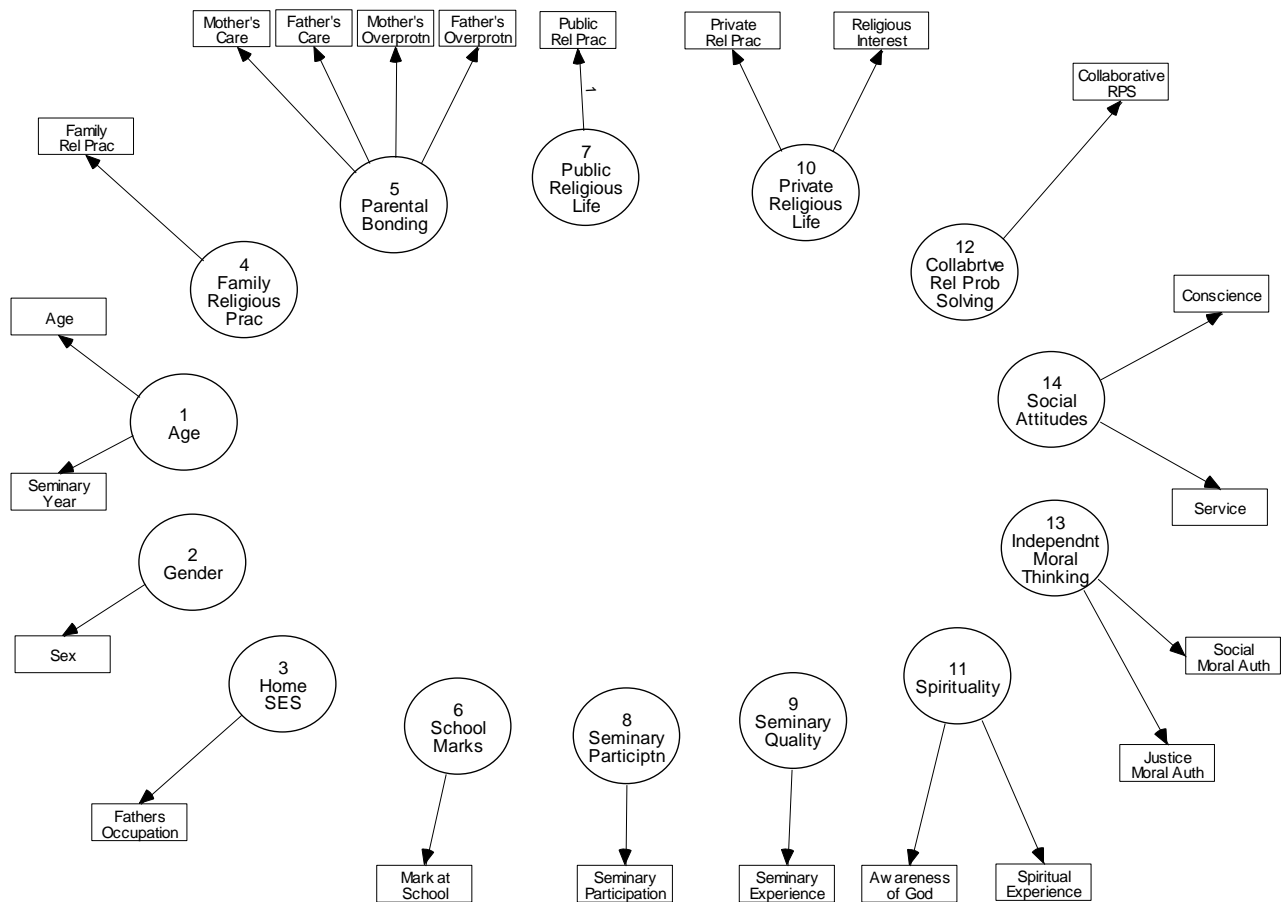 Mother's
Care
Father's
Care
Mother's
Overprotn
Father's
Overprotn
Public
Rel Prac
Private
Rel Prac
Religious
Interest
Collaborative
RPS
Family
Rel Prac
1
5
Parental
Bonding
7
Public
Religious
Life
10
Private
Religious
Life
12
Collabrtve
Rel Prob
Solving
4
Family
Religious
Prac
Conscience
Age
1
Age
14
Social
Attitudes
Seminary
Year
Service
2
Gender
13
Independnt
Moral
Thinking
Sex
Social
Moral Auth
3
Home
SES
6
School
Marks
8
Seminary
Participtn
9
Seminary
Quality
11
Spirituality
Justice
Moral Auth
Fathers
Occupation
Mark at
School
Seminary
Participation
Seminary
Experience
Awareness
of God
Spiritual
Experience